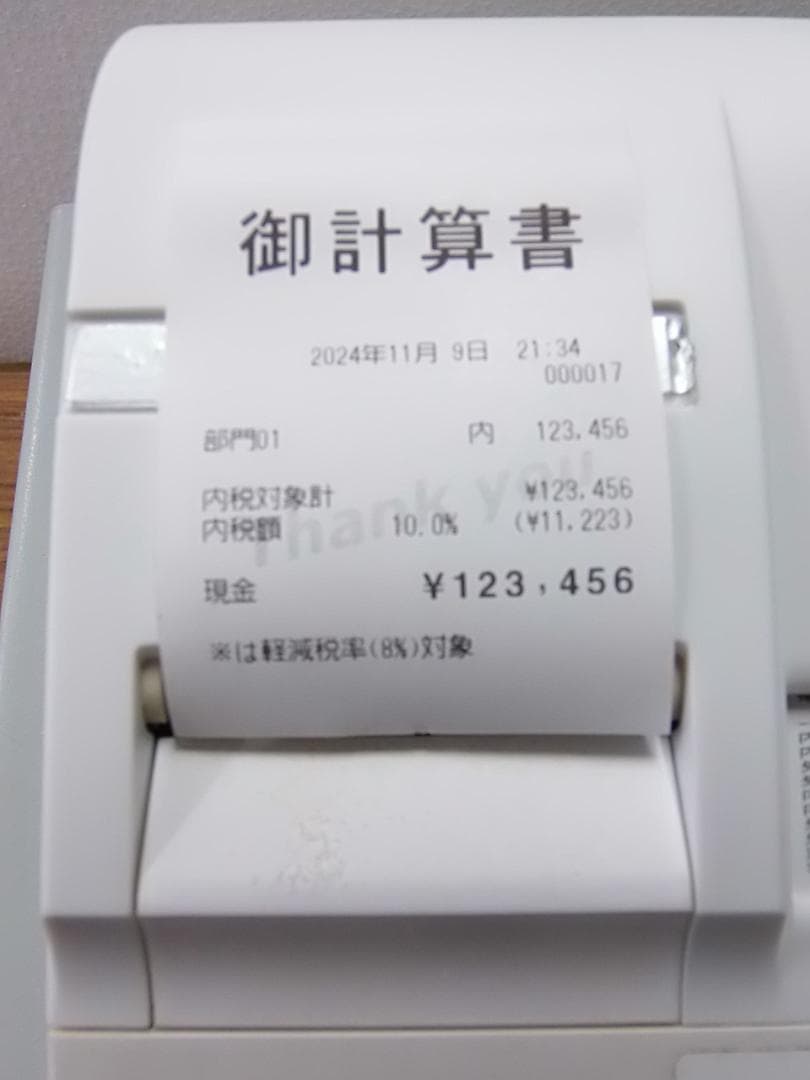 御計算書
2024年11月 9日 21:34
000017
部門01 内 123,456
内税対象計 ¥123,456
内税額 10.0% (¥11,223)
Thank you
現金 ¥123,456
※は軽減税率(8%)対象